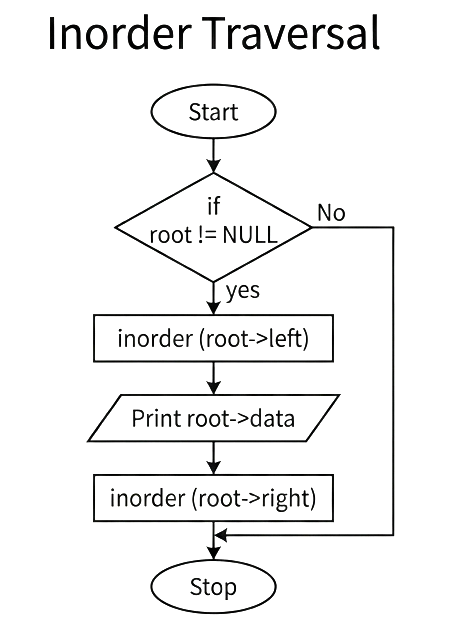 Inorder Traversal
Start
if
root != NULL
No
yes
inorder (root->left)
Print root->data
inorder (root->right)
Stop